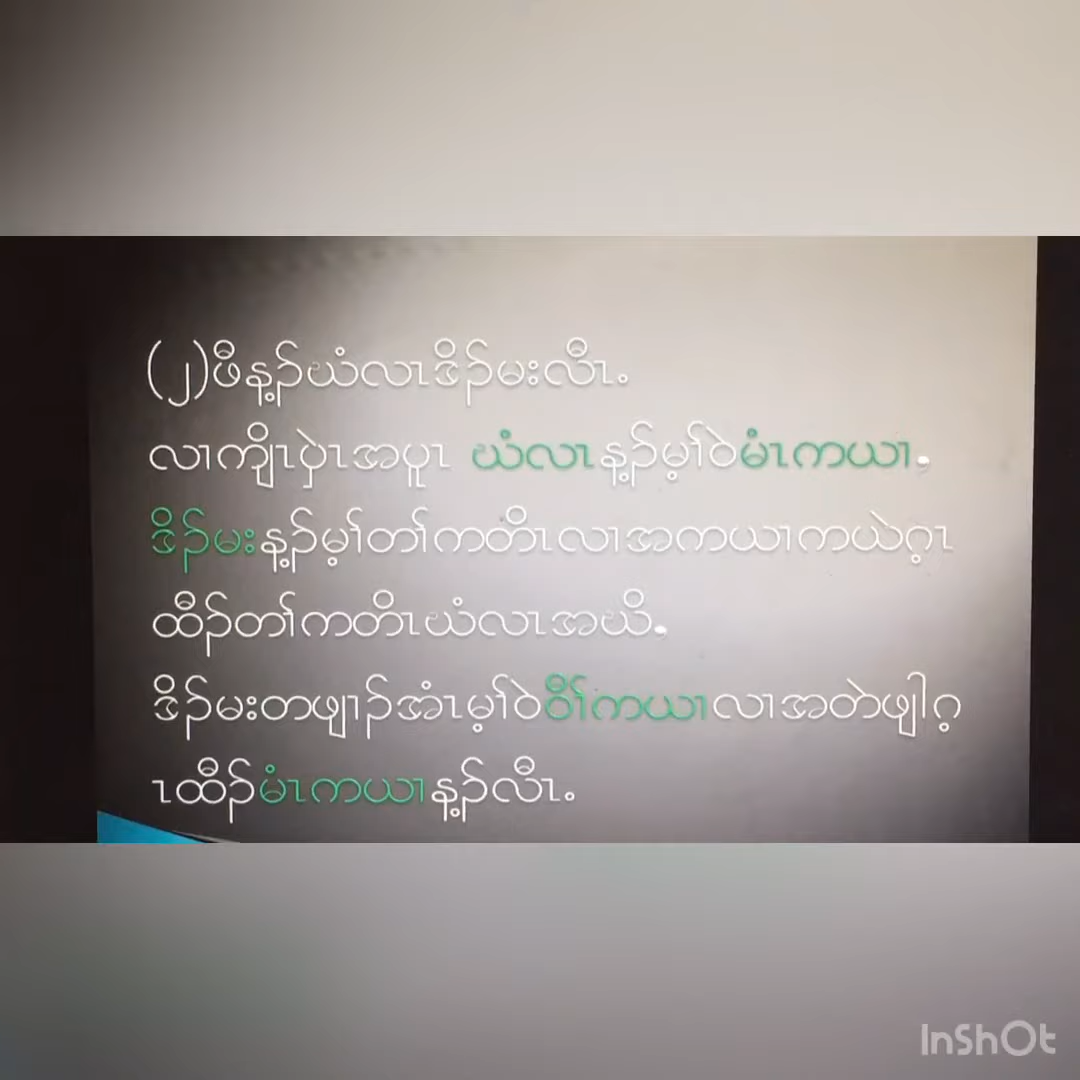 (၂)ဖီန့ၣ်ဃံလၤဒိၣ်မးလီၤ.
လၢကျိၤပှဲၤအပူၤ ဃံလၤန့ၣ်မ့ၢ်ဝဲမံၤကယၢ,
ဒိၣ်မးန့ၣ်မ့ၢ်တၢ်ကတိၤလၢအကယၢကယဲဂ့ၤ
ထီၣ်တၢ်ကတိၤဃံလၤအဃိ,
ဒိၣ်မးတဖျၢၣ်အံၤမ့ၢ်ဝဲဝီၢ်ကယၢလၢအတဲဖျါဂ့
ၤထီၣ်မံၤကယၢန့ၣ်လီၤ.
InShOt